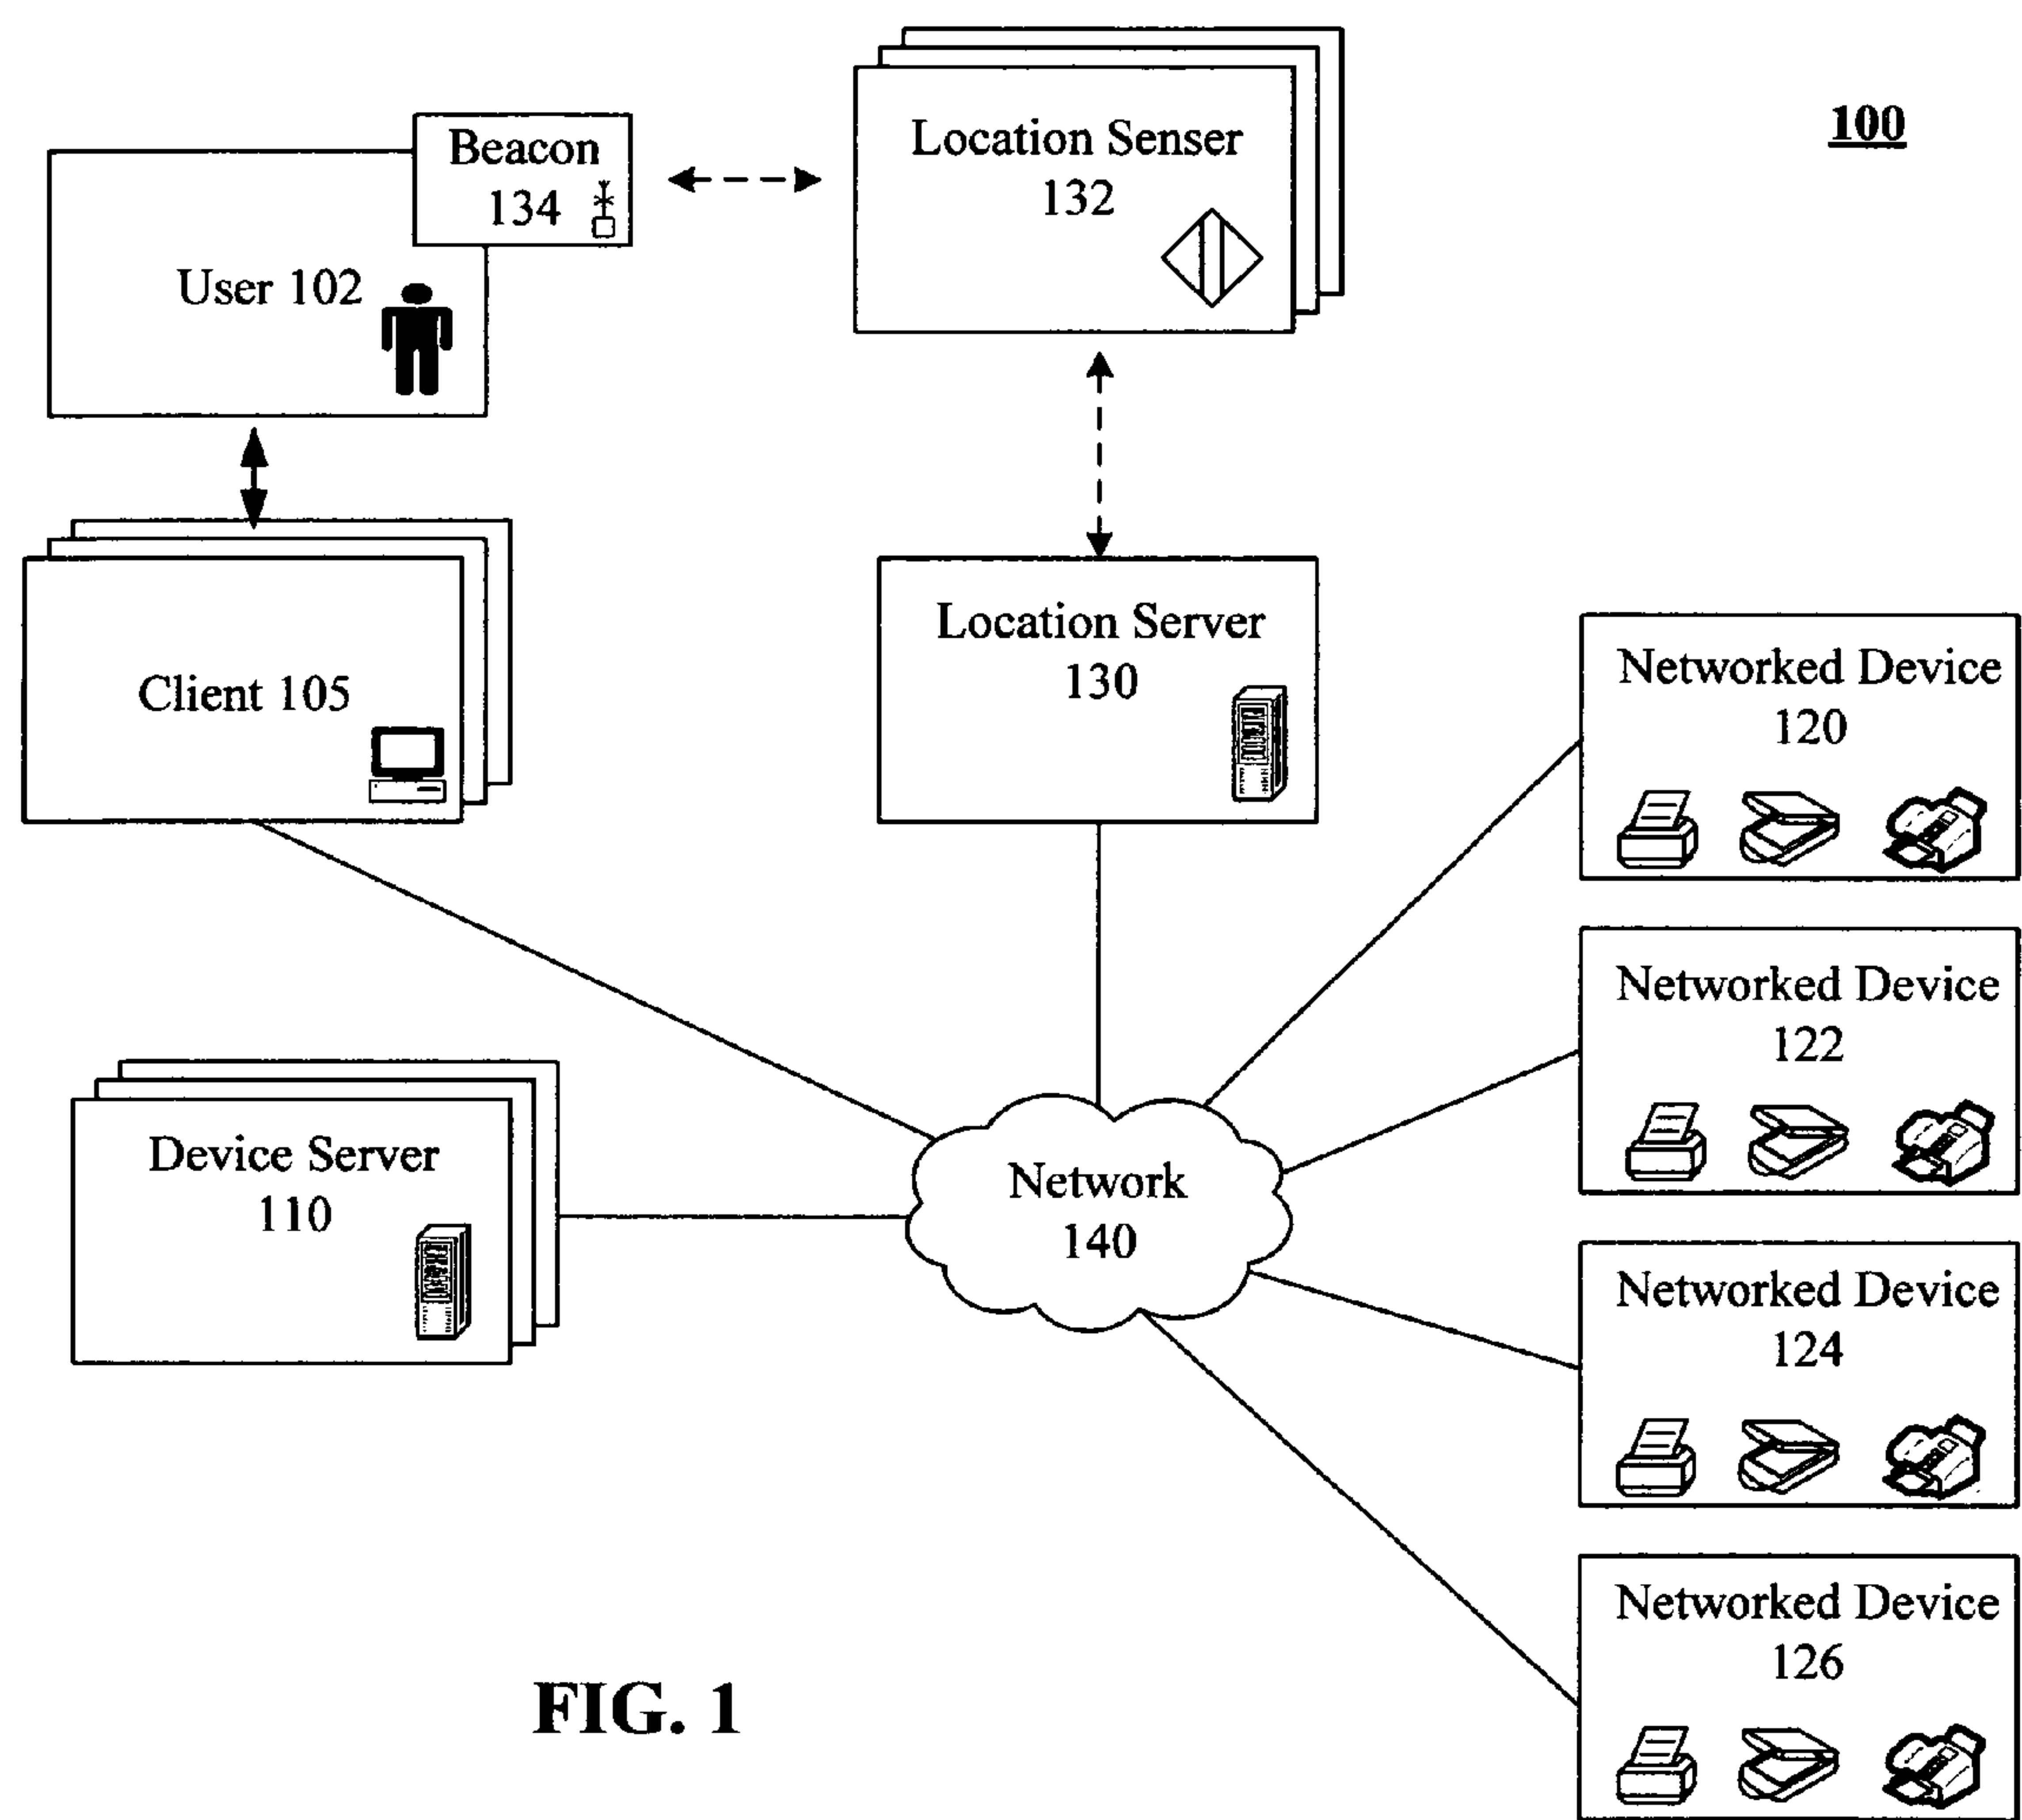 100
Beacon
134
User 102
Location Senser
132
Client 105
Location Server
130
Networked Device
120
Networked Device
122
Device Server
110
Network
140
Networked Device
124
Networked Device
126
FIG. 1